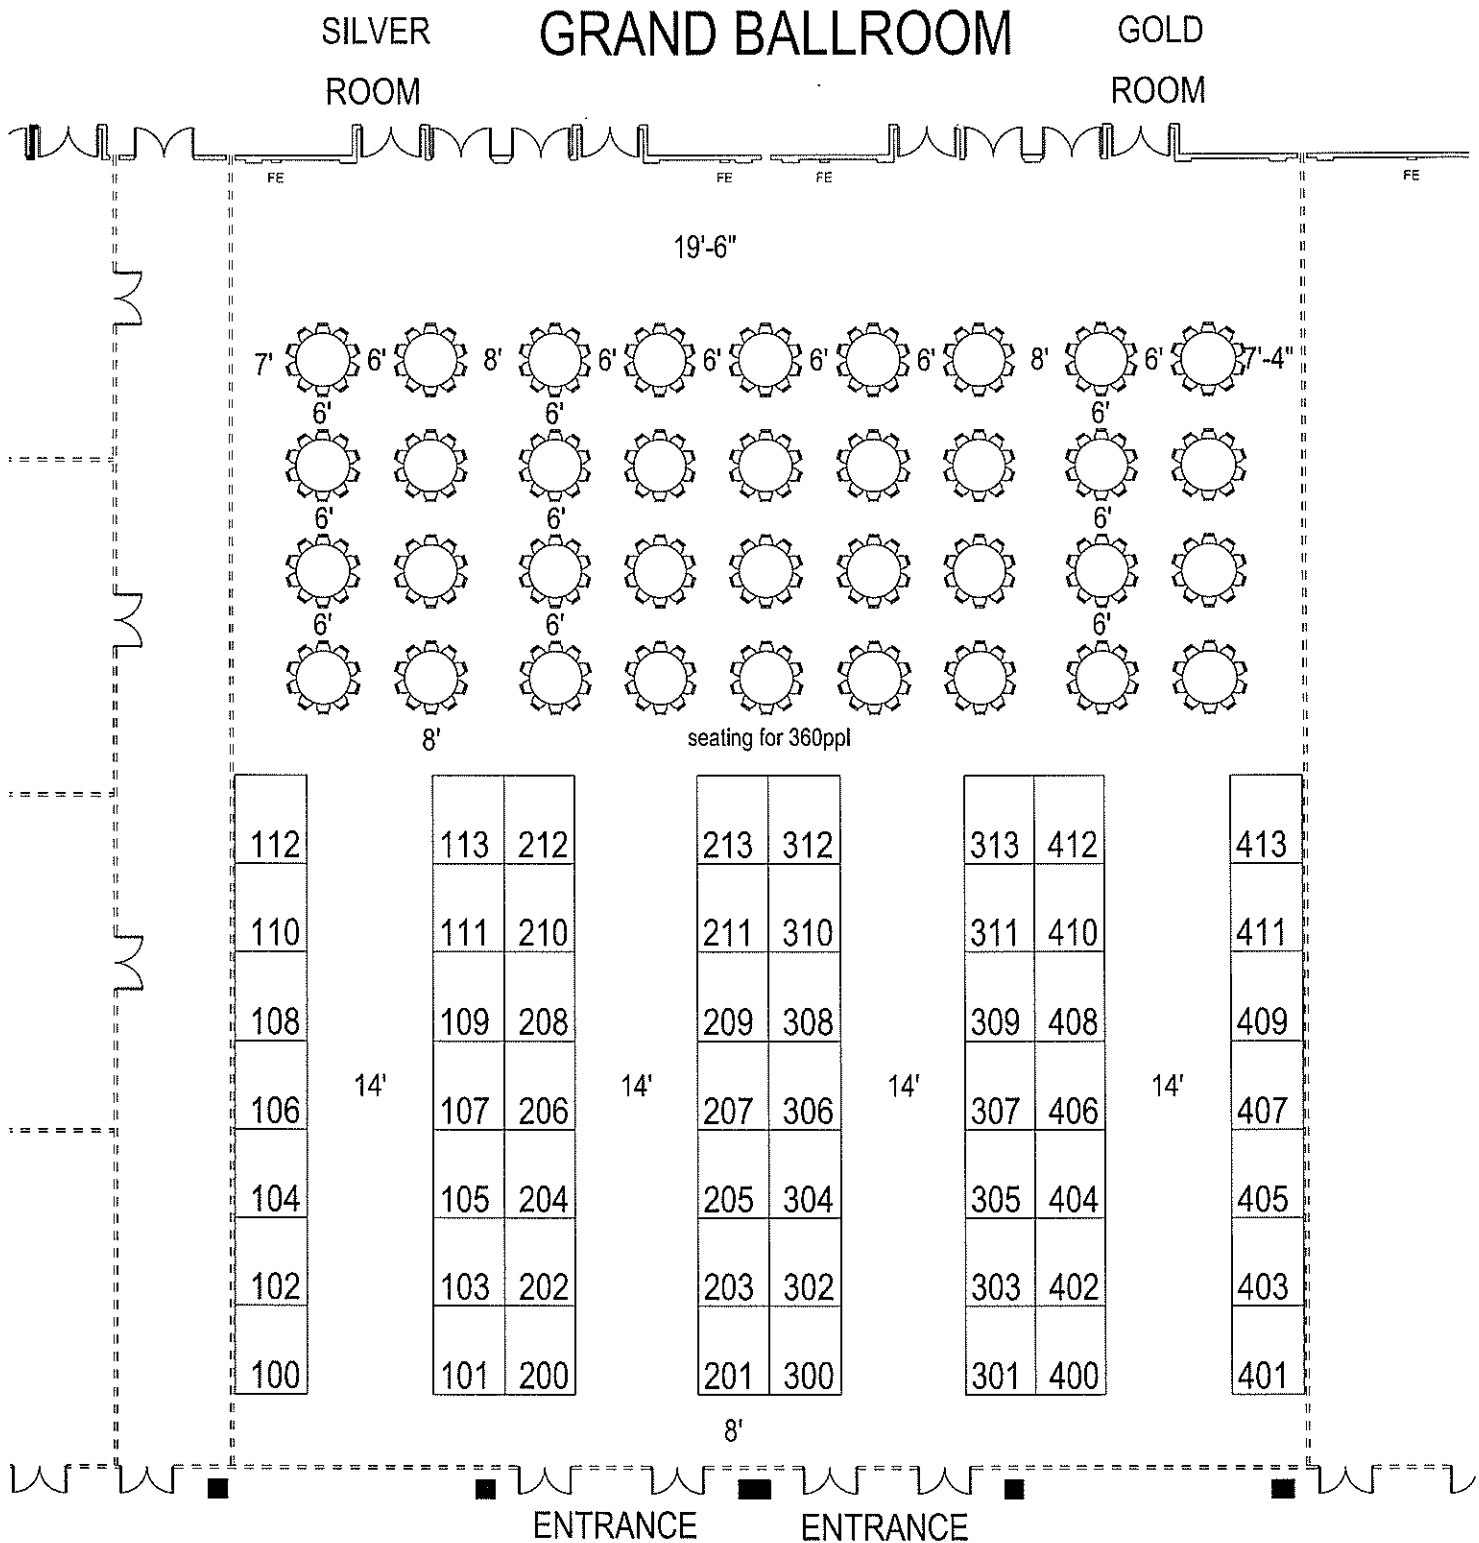 GRAND BALLROOM
SILVER
ROOM
GOLD
ROOM
FE FE FE FE
19'-6"
7' 6' 8' 6' 6' 6' 6' 8' 6' 7'-4"
6' 6' 6'
6' 6' 6'
6' 6' 6'
8' seating for 360ppl
112 113 212 213 312 313 412 413
110 111 210 211 310 311 410 411
108 109 208 209 308 309 408 409
14' 14' 14' 14'
106 107 206 207 306 307 406 407
104 105 204 205 304 305 404 405
102 103 202 203 302 303 402 403
100 101 200 201 300 301 400 401
8'
ENTRANCE ENTRANCE